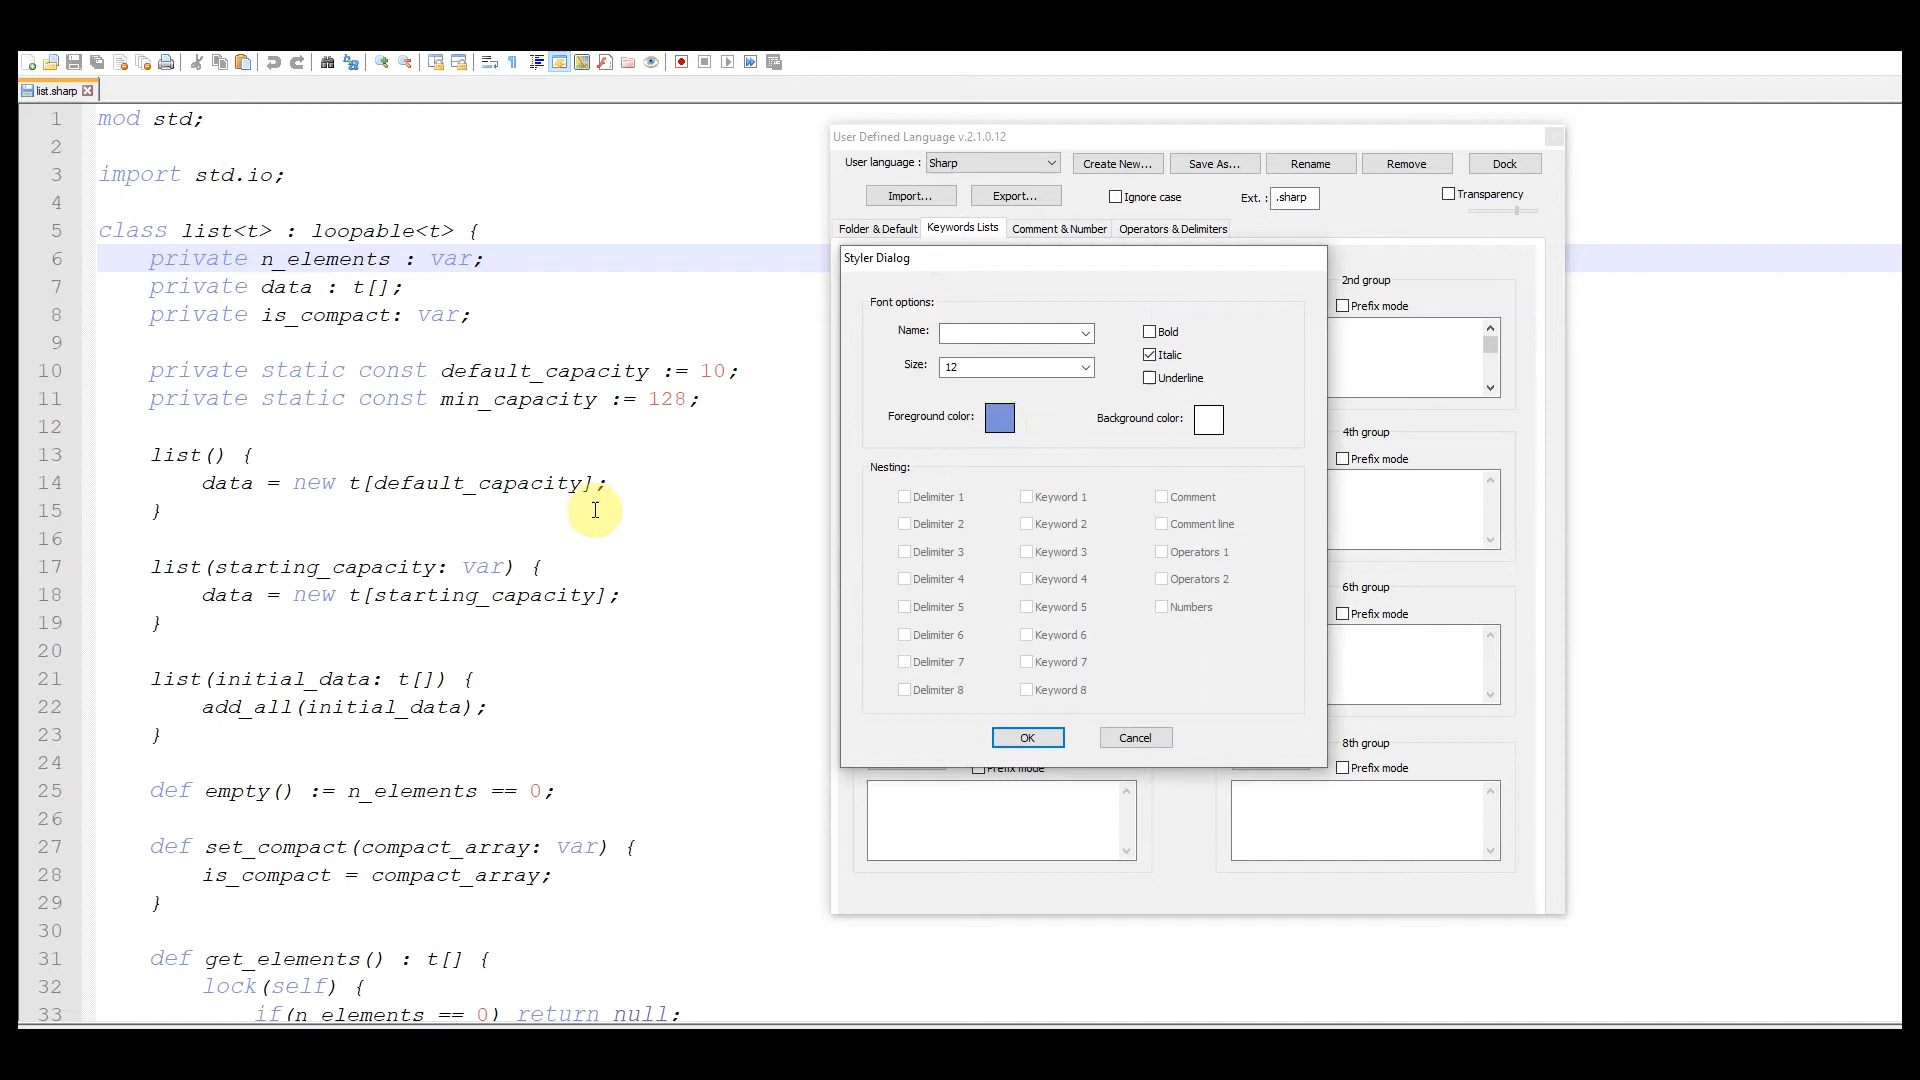 list.sharp
1 mod std;
2
3 import std.io;
4
5 class list<t> : loopable<t> {
6 private n_elements : var;
7 private data : t[];
8 private is_compact: var;
9
10 private static const default_capacity := 10;
11 private static const min_capacity := 128;
12
13 list() {
14 data = new t[default_capacity];
15 }
16
17 list(starting_capacity: var) {
18 data = new t[starting_capacity];
19 }
20
21 list(initial_data: t[]) {
22 add_all(initial_data);
23 }
24
25 def empty() := n_elements == 0;
26
27 def set_compact(compact_array: var) {
28 is_compact = compact_array;
29 }
30
31 def get_elements() : t[] {
32 lock(self) {
33 if(n_elements == 0) return null;
User Defined Language v.2.1.0.12
User language : Sharp Create New... Save As... Rename Remove Dock
Import... Export... Ignore case Ext. : .sharp Transparency
Folder & Default Keywords Lists Comment & Number Operators & Delimiters
Styler Dialog
Font options:
Name: Bold
Italic
Size: 12
Underline
Foreground color: Background color:
Nesting:
Delimiter 1 Keyword 1 Comment
Delimiter 2 Keyword 2 Comment line
Delimiter 3 Keyword 3 Operators 1
Delimiter 4 Keyword 4 Operators 2
Delimiter 5 Keyword 5 Numbers
Delimiter 6 Keyword 6
Delimiter 7 Keyword 7
Delimiter 8 Keyword 8
OK Cancel
2nd group
Prefix mode
4th group
Prefix mode
6th group
Prefix mode
8th group
Prefix mode Prefix mode